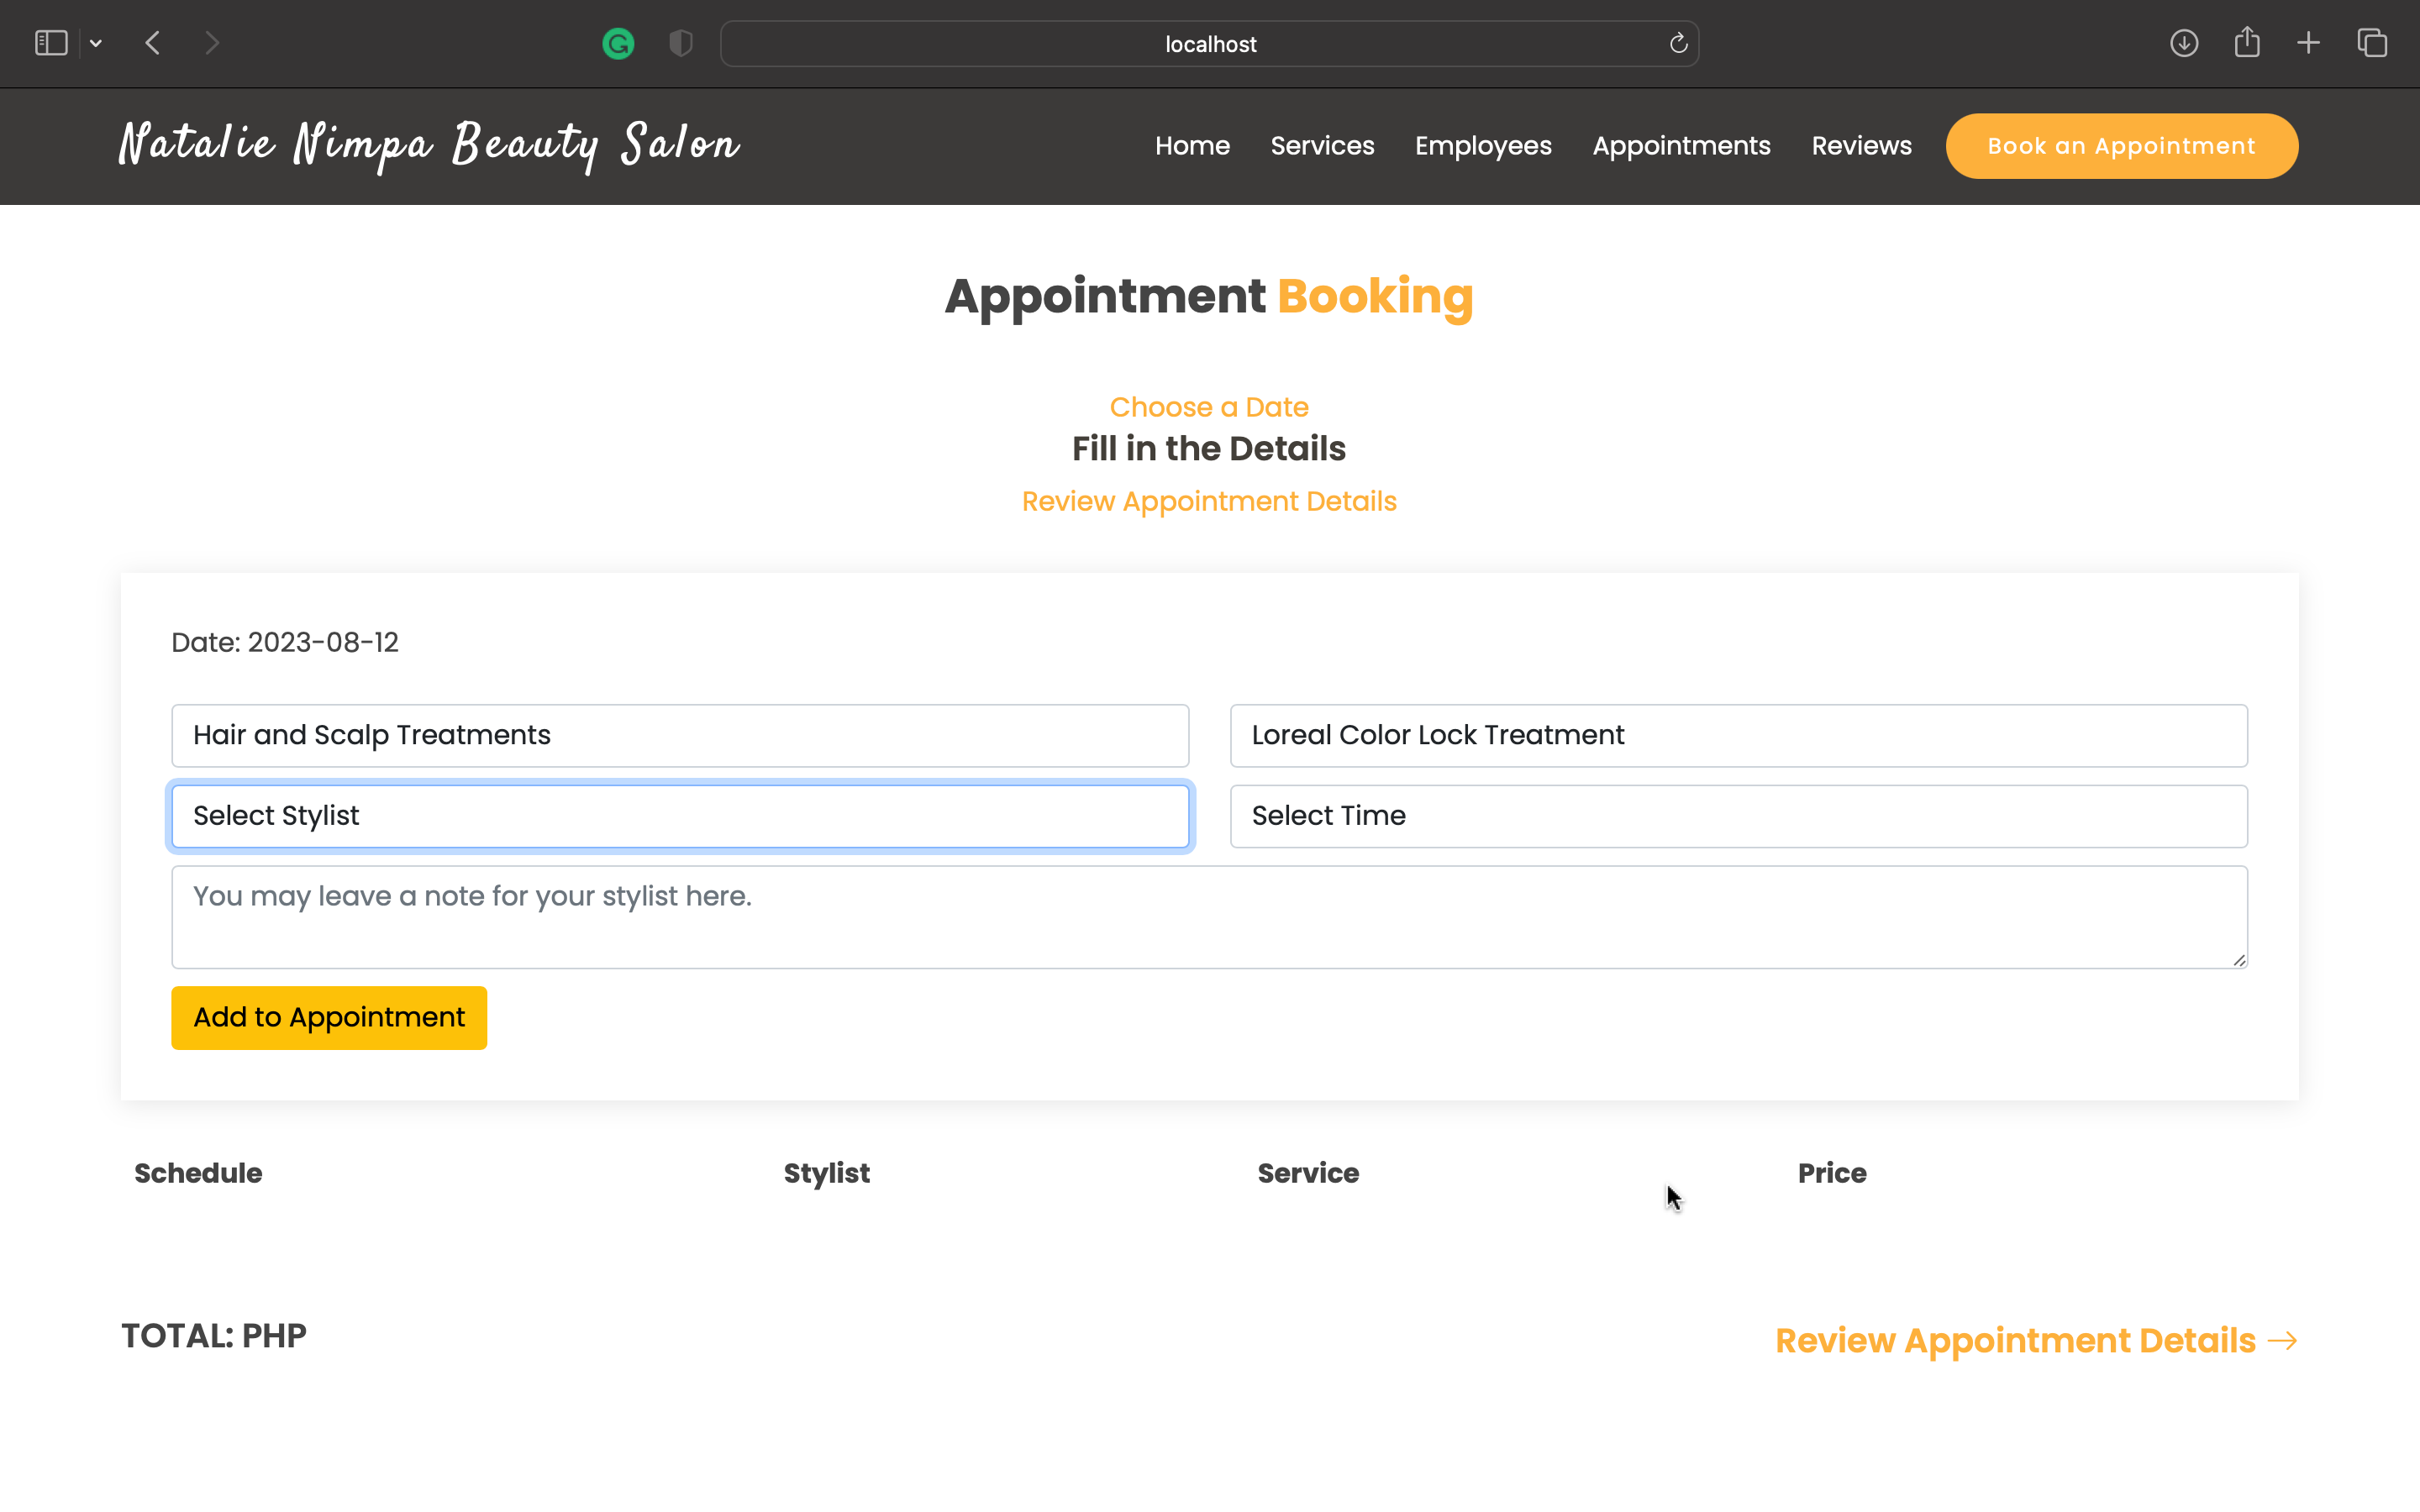 localhost
Natalie Nimpa Beauty Salon
Home Services Employees Appointments Reviews Book an Appointment
Appointment Booking
Choose a Date
Fill in the Details
Review Appointment Details
Date: 2023-08-12
Hair and Scalp Treatments Loreal Color Lock Treatment
Select Stylist Select Time
You may leave a note for your stylist here.
Add to Appointment
Schedule Stylist Service Price
TOTAL: PHP Review Appointment Details →